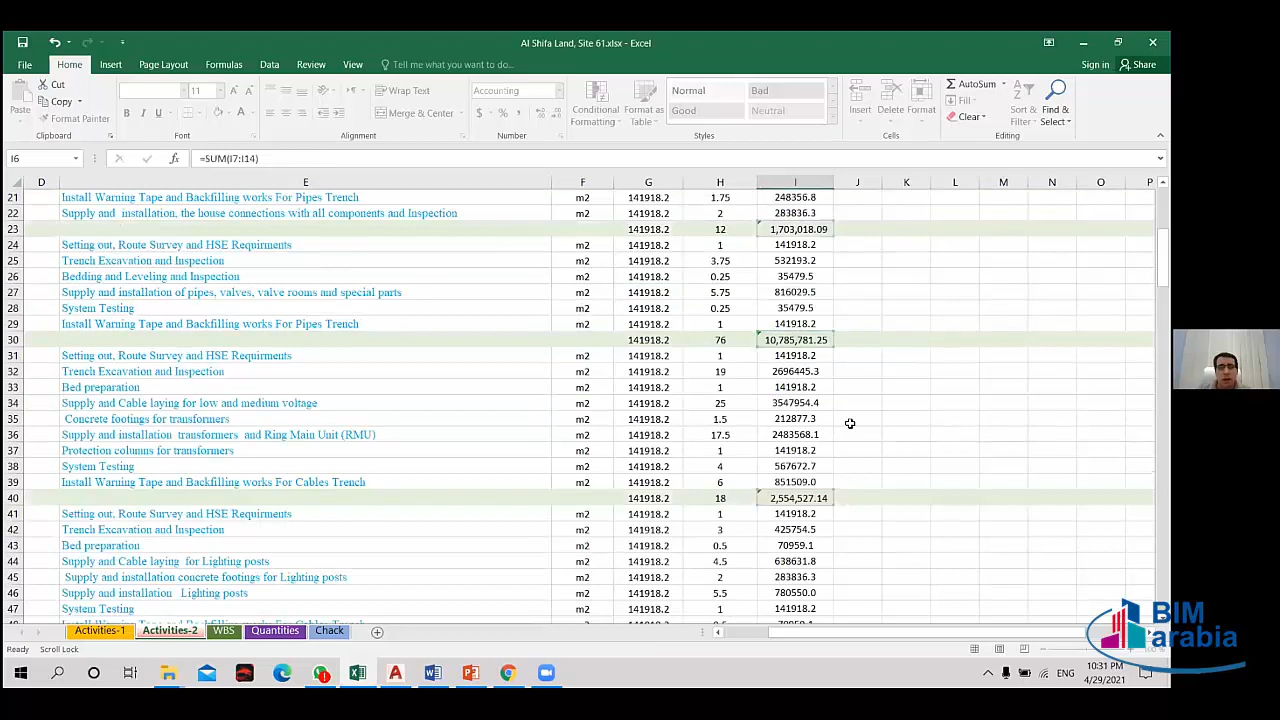 Al Shifa Land, Site 61.xlsx - Excel
File Home Insert Page Layout Formulas Data Review View Tell me what you want to do... Sign in Share
Cut
Copy
Format Painter
Paste
Clipboard
11
B I U
Font
Wrap Text
Merge & Center
Alignment
Accounting
$ % ,
Number
Conditional Formatting
Format as Table
Normal Bad
Good Neutral
Styles
Insert Delete Format
Cells
AutoSum
Fill
Clear
Sort & Filter
Find & Select
Editing
I6 fx =SUM(I7:I14)
D E F G H I J K L M N O P
21 Install Warning Tape and Backfilling works For Pipes Trench m2 141918.2 1.75 248356.8
22 Supply and installation, the house connections with all components and Inspection m2 141918.2 2 283836.3
23 141918.2 12 1,703,018.09
24 Setting out, Route Survey and HSE Requirments m2 141918.2 1 141918.2
25 Trench Excavation and Inspection m2 141918.2 3.75 532193.2
26 Bedding and Leveling and Inspection m2 141918.2 0.25 35479.5
27 Supply and installation of pipes, valves, valve rooms and special parts m2 141918.2 5.75 816029.5
28 System Testing m2 141918.2 0.25 35479.5
29 Install Warning Tape and Backfilling works For Pipes Trench m2 141918.2 1 141918.2
30 141918.2 76 10,785,781.25
31 Setting out, Route Survey and HSE Requirments m2 141918.2 1 141918.2
32 Trench Excavation and Inspection m2 141918.2 19 2696445.3
33 Bed preparation m2 141918.2 1 141918.2
34 Supply and Cable laying for low and medium voltage m2 141918.2 25 3547954.4
35 Concrete footings for transformers m2 141918.2 1.5 212877.3
36 Supply and installation transformers and Ring Main Unit (RMU) m2 141918.2 17.5 2483568.1
37 Protection columns for transformers m2 141918.2 1 141918.2
38 System Testing m2 141918.2 4 567672.7
39 Install Warning Tape and Backfilling works For Cables Trench m2 141918.2 6 851509.0
40 141918.2 18 2,554,527.14
41 Setting out, Route Survey and HSE Requirments m2 141918.2 1 141918.2
42 Trench Excavation and Inspection m2 141918.2 3 425754.5
43 Bed preparation m2 141918.2 0.5 70959.1
44 Supply and Cable laying for Lighting posts m2 141918.2 4.5 638631.8
45 Supply and installation concrete footings for Lighting posts m2 141918.2 2 283836.3
46 Supply and installation Lighting posts m2 141918.2 5.5 780550.0
47 System Testing m2 141918.2 1 141918.2
Activities-1 Activities-2 WBS Quantities Chack
Ready Scroll Lock
BIM
arabia
ENG
10:31 PM
4/29/2021